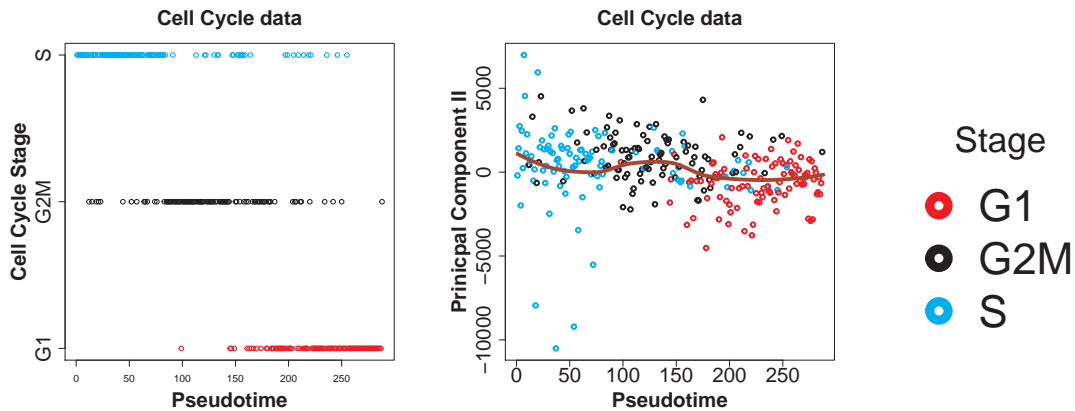 Cell Cycle data
Cell Cycle Stage
S
G2M
G1
0 50 100 150 200 250
Pseudotime
Cell Cycle data
Prinicpal Component II
5000
0
−5000
−10000
0 50 100 150 200 250
Pseudotime
Stage
G1
G2M
S